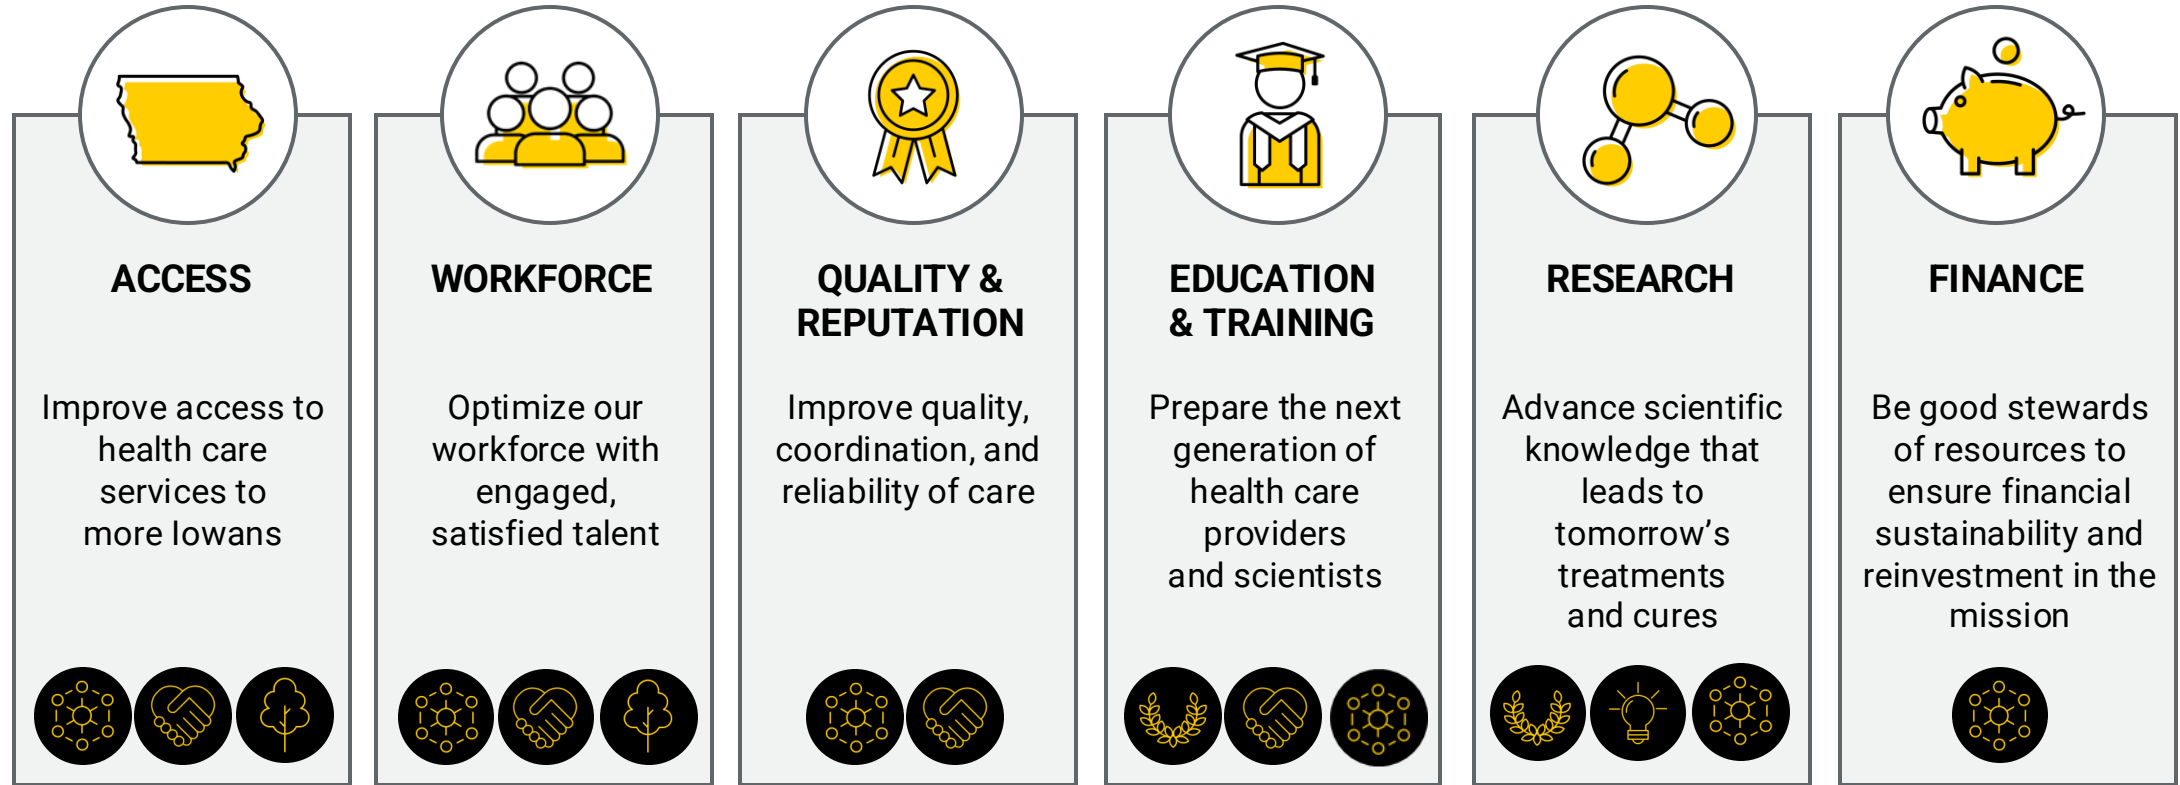 ACCESS
Improve access to
health care
services to
more Iowans
WORKFORCE
Optimize our
workforce with
engaged,
satisfied talent
QUALITY &
REPUTATION
Improve quality,
coordination, and
reliability of care
EDUCATION
& TRAINING
Prepare the next
generation of
health care
providers
and scientists
RESEARCH
Advance scientific
knowledge that
leads to
tomorrow’s
treatments
and cures
FINANCE
Be good stewards
of resources to
ensure financial
sustainability and
reinvestment in the
mission